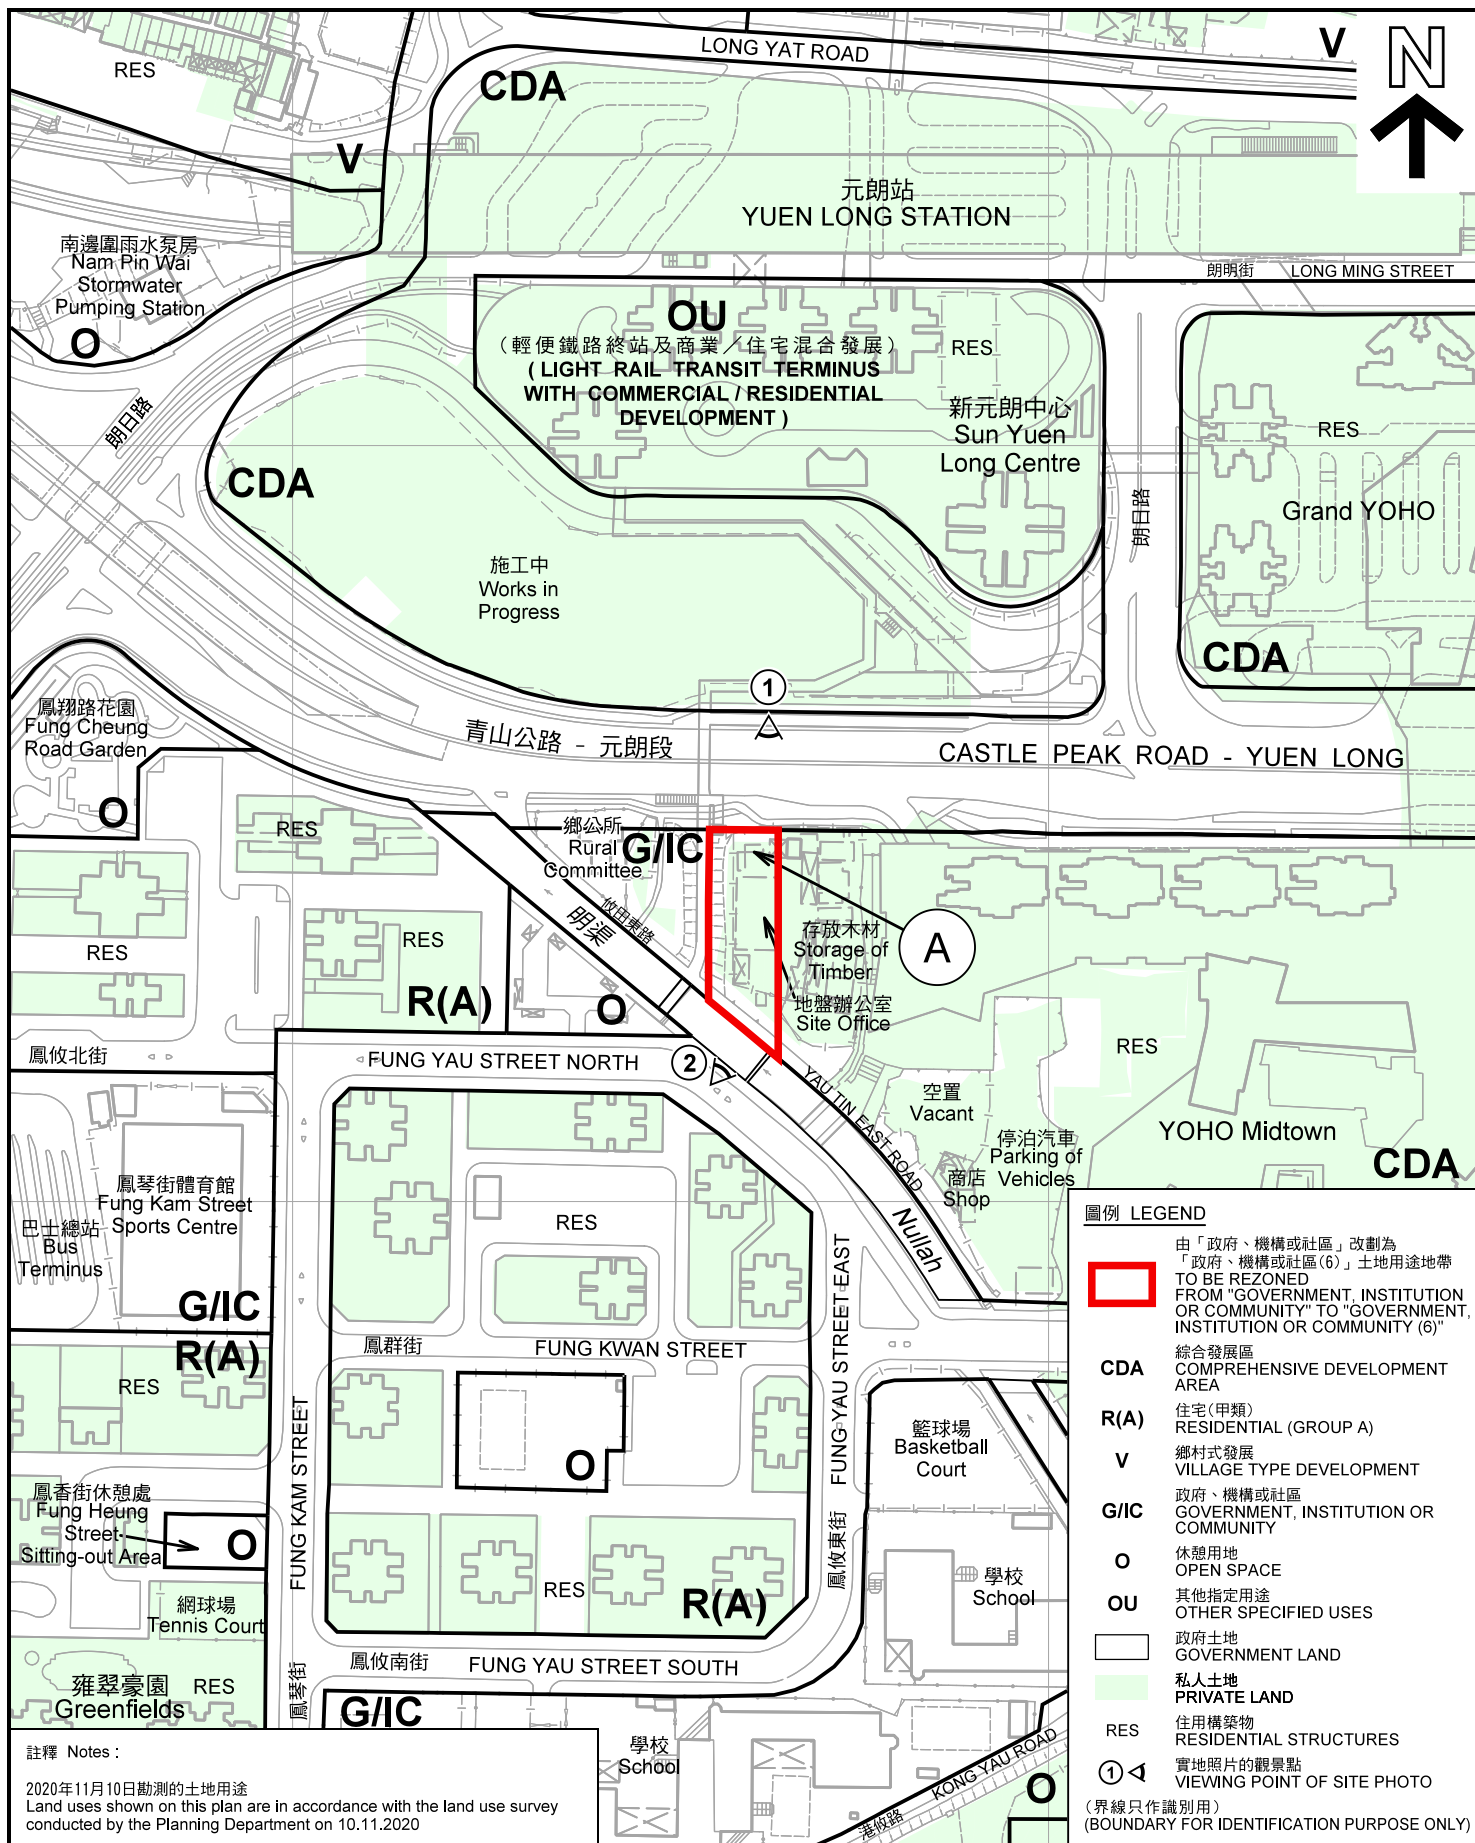 LONG YAT ROAD
V
N
RES
CDA
V
元朗站
YUEN LONG STATION
南邊圍雨水泵房
Nam Pin Wai
Stormwater
Pumping Station
O
朗明街 LONG MING STREET
OU
(輕便鐵路終站及商業／住宅混合發展)
( LIGHT RAIL TRANSIT TERMINUS
WITH COMMERCIAL / RESIDENTIAL
DEVELOPMENT )
RES
新元朗中心
Sun Yuen
Long Centre
RES
Grand YOHO
CDA
朗日路
朗日路
CDA
施工中
Works in
Progress
1
鳳翔路花園
Fung Cheung
Road Garden
O
青山公路 - 元朗段
CASTLE PEAK ROAD - YUEN LONG
RES
鄉公所
Rural
Committee
G/IC
攸田東路
明渠
存放木材
Storage of
Timber
A
地盤辦公室
Site Office
RES
RES
R(A)
O
鳳攸北街
FUNG YAU STREET NORTH
2
YAU TIN EAST ROAD
空置
Vacant
停泊汽車
Parking of
Vehicles
商店
Shop
RES
YOHO Midtown
CDA
Nullah
鳳琴街體育館
Fung Kam Street
Sports Centre
巴士總站
Bus
Terminus
G/IC
R(A)
RES
RES
鳳群街
FUNG KWAN STREET
FUNG YAU STREET EAST
鳳攸東街
FUNG KAM STREET
鳳琴街
O
籃球場
Basketball
Court
鳳香街休憩處
Fung Heung
Street
Sitting-out Area
O
網球場
Tennis Court
RES
R(A)
學校
School
雍翠豪園
Greenfields
RES
鳳攸南街
FUNG YAU STREET SOUTH
G/IC
學校
School
KONG YAU ROAD
港攸路
O
圖例 LEGEND
由「政府、機構或社區」改劃為
「政府、機構或社區(6)」土地用途地帶
TO BE REZONED
FROM "GOVERNMENT, INSTITUTION
OR COMMUNITY" TO "GOVERNMENT,
INSTITUTION OR COMMUNITY (6)"
CDA
綜合發展區
COMPREHENSIVE DEVELOPMENT
AREA
R(A)
住宅(甲類)
RESIDENTIAL (GROUP A)
V
鄉村式發展
VILLAGE TYPE DEVELOPMENT
G/IC
政府、機構或社區
GOVERNMENT, INSTITUTION OR
COMMUNITY
O
休憩用地
OPEN SPACE
OU
其他指定用途
OTHER SPECIFIED USES
政府土地
GOVERNMENT LAND
私人土地
PRIVATE LAND
RES
住用構築物
RESIDENTIAL STRUCTURES
1
實地照片的觀景點
VIEWING POINT OF SITE PHOTO
(界線只作識別用)
(BOUNDARY FOR IDENTIFICATION PURPOSE ONLY)
註釋 Notes :
2020年11月10日勘測的土地用途
Land uses shown on this plan are in accordance with the land use survey
conducted by the Planning Department on 10.11.2020